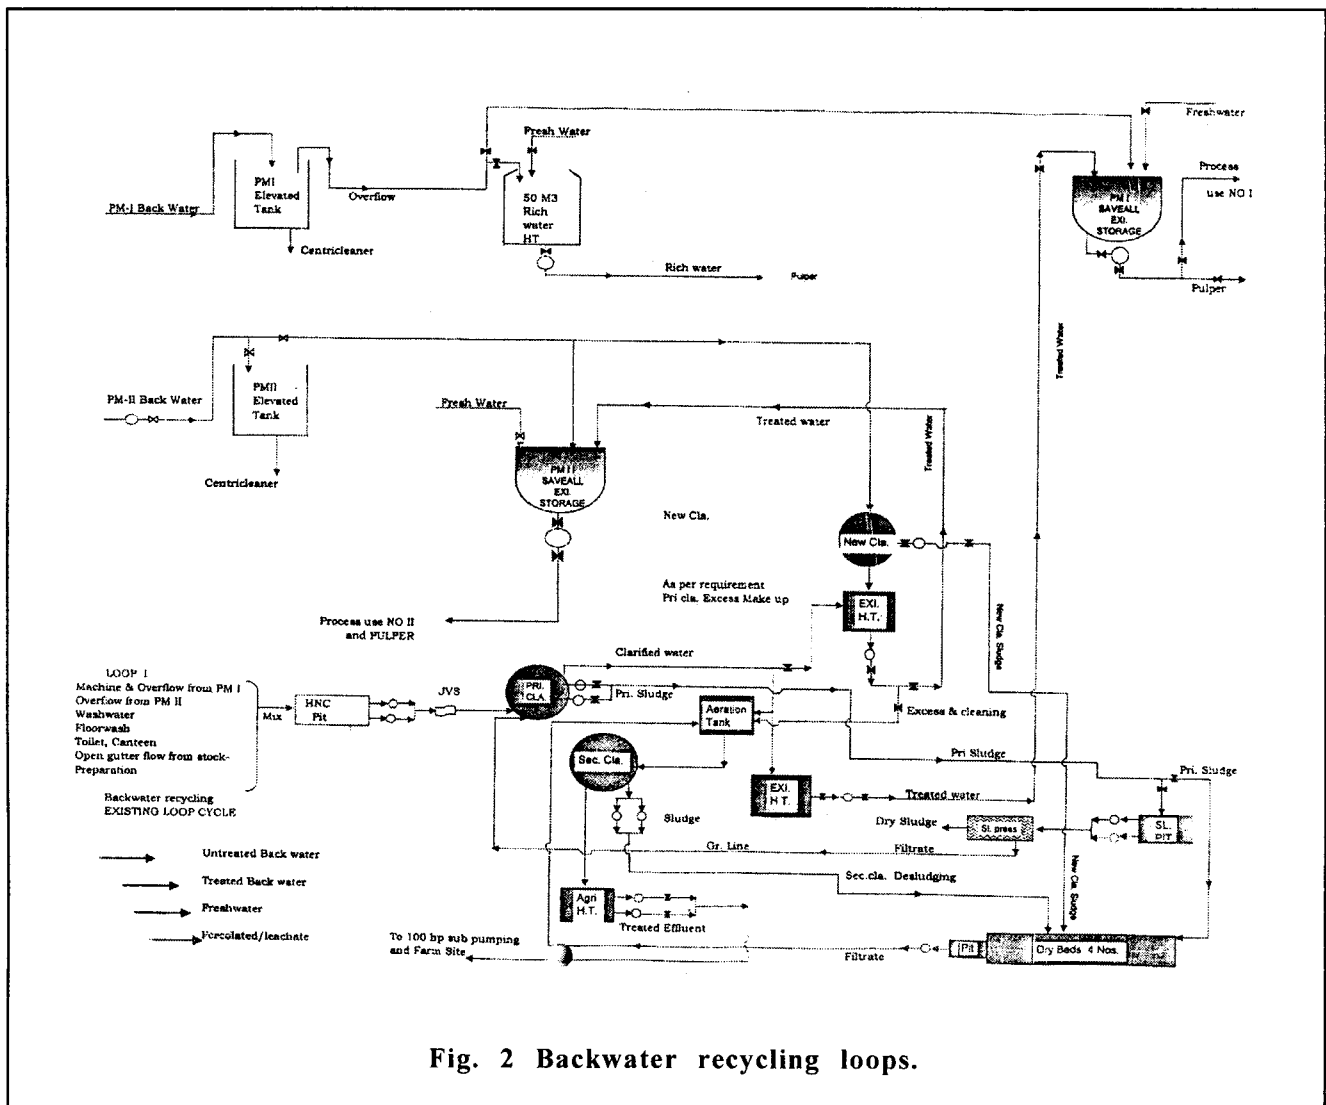 Freshwater
Fresh Water
Process
use NO I
PMI
Elevated
Tank
Overflow
50 M3
Rich
water
HT
PM I
SAVEALL
EXI.
STORAGE
PM-I Back Water
Centricleaner
Rich water
Pulper
Pulper
Treated Water
PMII
Elevated
Tank
PM-II Back Water
Fresh Water
Treated water
Treated Water
Centricleaner
PM II
SAVEALL
EXI.
STORAGE
New Cla.
New Cla.
As per requirement
Pri cla. Excess Make up
EXI.
H.T.
New Cla. Sludge
Process use NO II
and PULPER
Clarified water
LOOP I
Machine & Overflow from PM I
Overflow from PM II
Washwater
Floorwash
Toilet, Canteen
Open gutter flow from stock-
Preparation
Mix
HNC
Pit
JVS
PRI.
CLA.
Pri. Sludge
Aeration
Tank
Excess & cleaning
Sec. Cla.
Pri Sludge
Pri. Sludge
Backwater recycling
EXISTING LOOP CYCLE
EXI.
H T.
Treated water
Sludge
Dry Sludge
Sl. press
SL.
PIT
Gr. Line
Filtrate
Untreated Back water
Treated Back water
Freshwater
Percolated/leachate
Sec.cla. Desludging
New Cla. Sludge
Agri
H.T.
Treated Effluent
To 100 hp sub pumping
and Farm Site
Filtrate
Pit
Dry Beds 4 Nos.
Fig. 2 Backwater recycling loops.